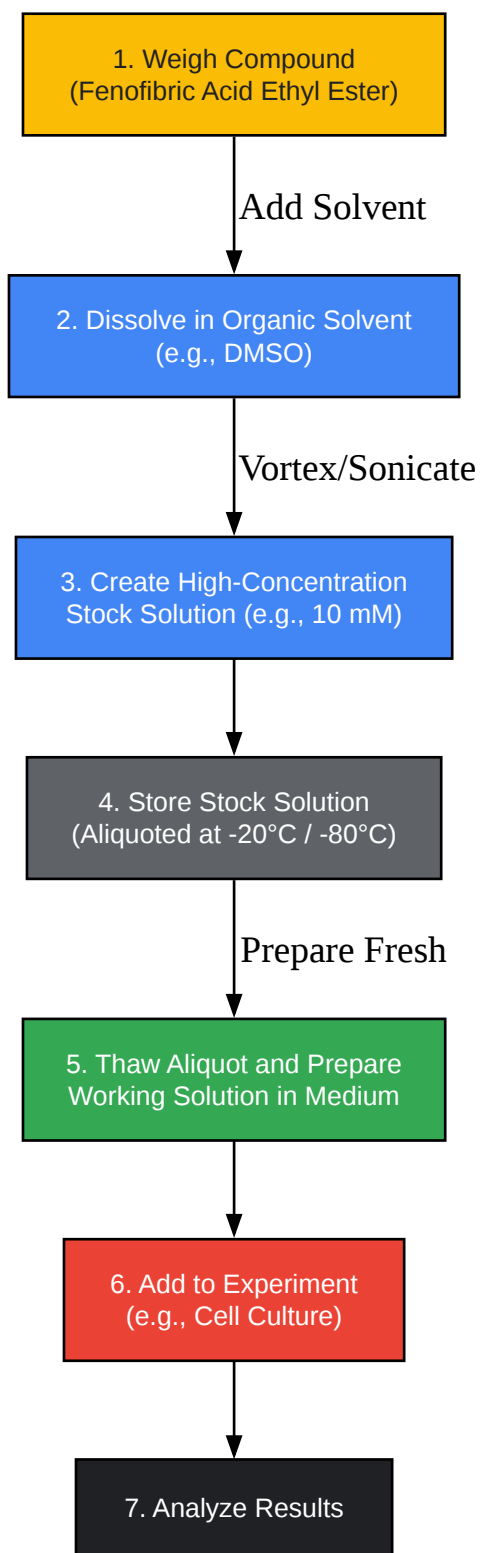 1. Weigh Compound
(Fenofibric Acid Ethyl Ester)
Add Solvent
2. Dissolve in Organic Solvent
(e.g., DMSO)
Vortex/Sonicate
3. Create High-Concentration
Stock Solution (e.g., 10 mM)
4. Store Stock Solution
(Aliquoted at -20°C / -80°C)
Prepare Fresh
5. Thaw Aliquot and Prepare
Working Solution in Medium
6. Add to Experiment
(e.g., Cell Culture)
7. Analyze Results